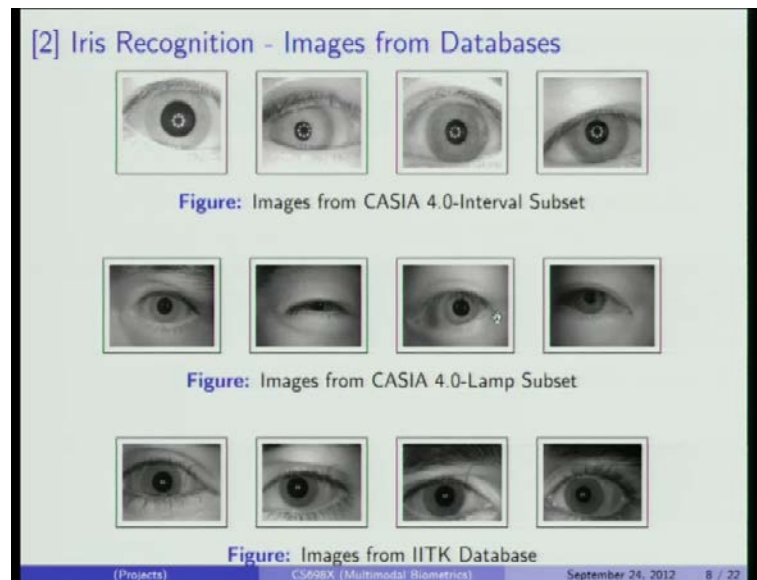 [2] Iris Recognition - Images from Databases
Figure: Images from CASIA 4.0-Interval Subset
Figure: Images from CASIA 4.0-Lamp Subset
Figure: Images from IITK Database
(Projects) CS698X (Multimodal Biometrics) September 24, 2012 8 / 22